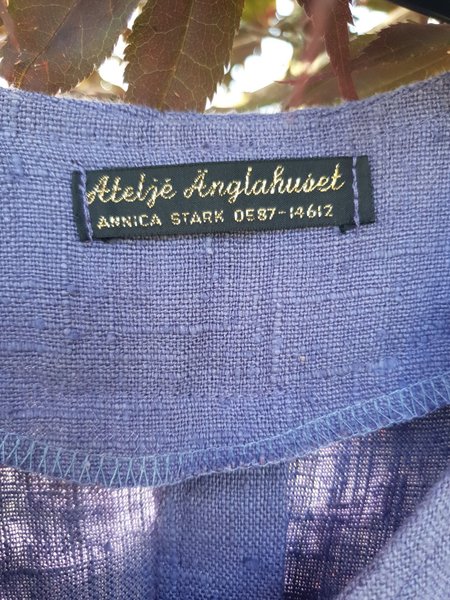 Ateljé Änglahuset
ANNICA STARK 0587-14612